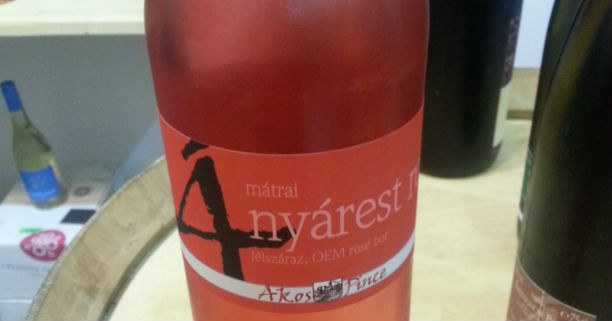 Á
mátrai
nyárest
félszáraz, OEM rosé bor
Ákos Pince